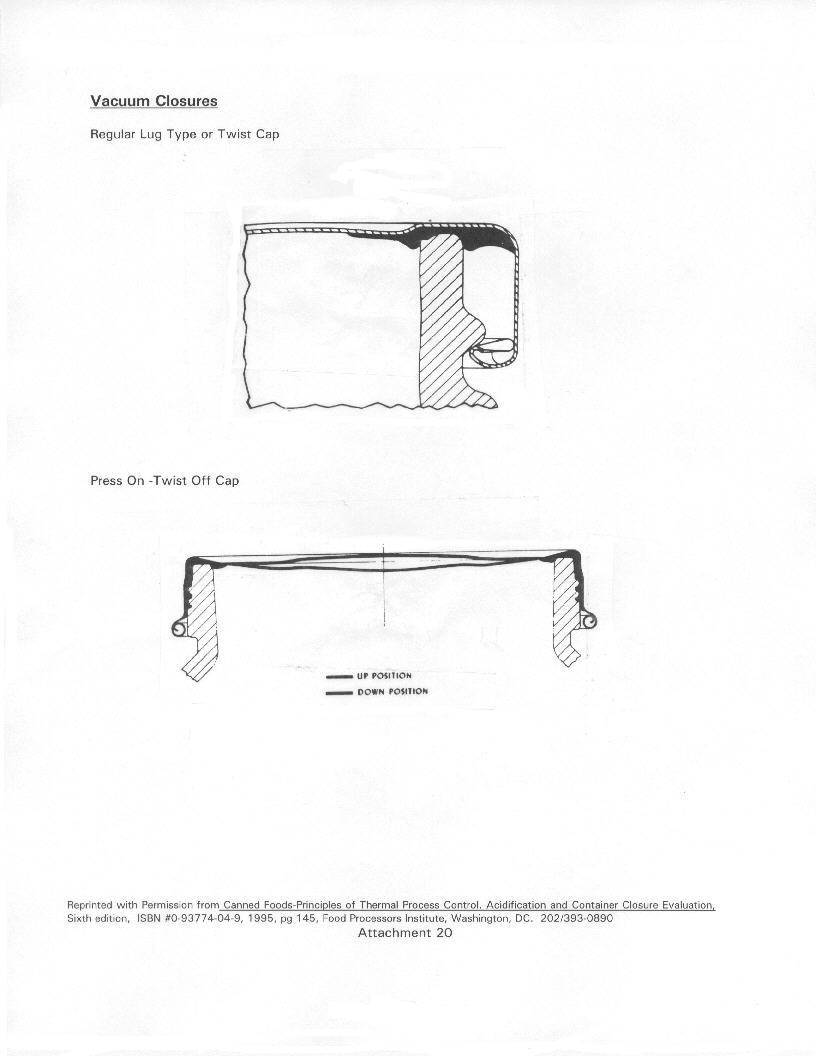 Vacuum Closures
Regular Lug Type or Twist Cap
Press On -Twist Off Cap
UP POSITION
DOWN POSITION
Reprinted with Permission from Canned Foods-Principles of Thermal Process Control, Acidification and Container Closure Evaluation,
Sixth edition, ISBN #0-93774-04-9, 1995, pg 145, Food Processors Institute, Washington, DC. 202/393-0890
Attachment 20